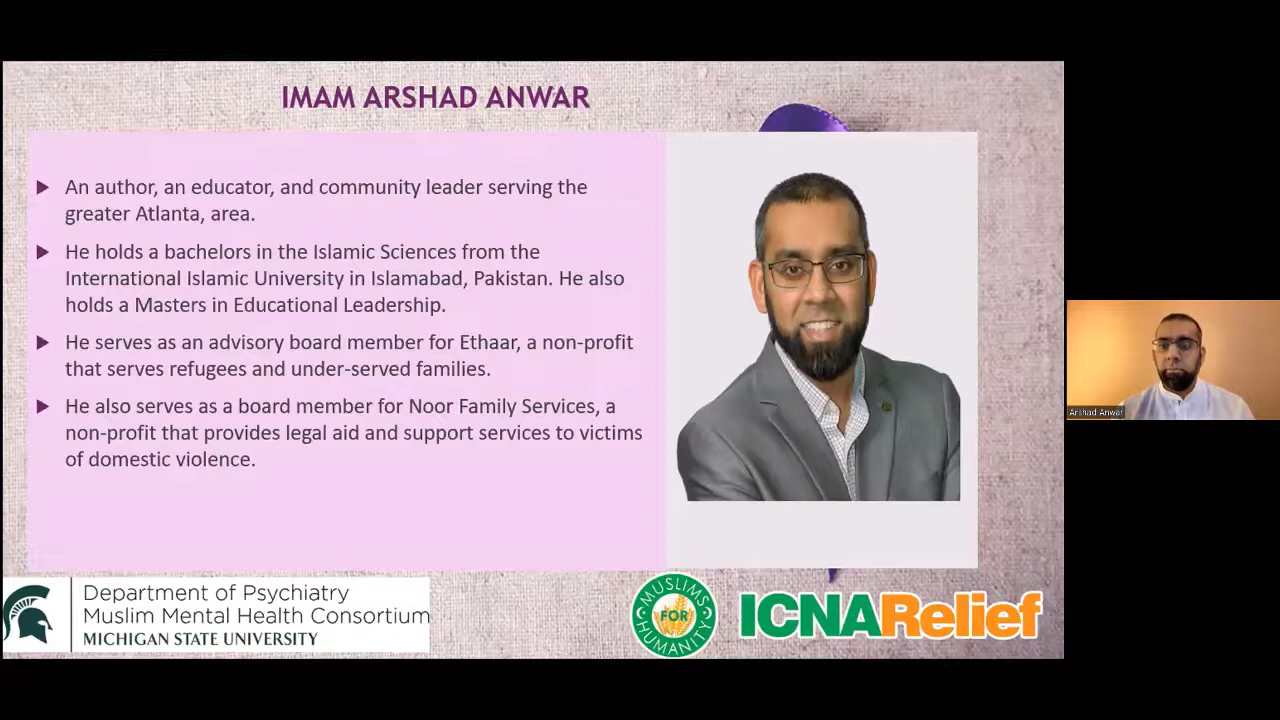 IMAM ARSHAD ANWAR
An author, an educator, and community leader serving the
greater Atlanta, area.
He holds a bachelors in the Islamic Sciences from the
International Islamic University in Islamabad, Pakistan. He also
holds a Masters in Educational Leadership.
He serves as an advisory board member for Ethaar, a non-profit
that serves refugees and under-served families.
He also serves as a board member for Noor Family Services, a
non-profit that provides legal aid and support services to victims
of domestic violence.
Arshad Anwar
Department of Psychiatry
Muslim Mental Health Consortium
MICHIGAN STATE UNIVERSITY
MUSLIMS
FOR
HUMANITY
ICNARelief